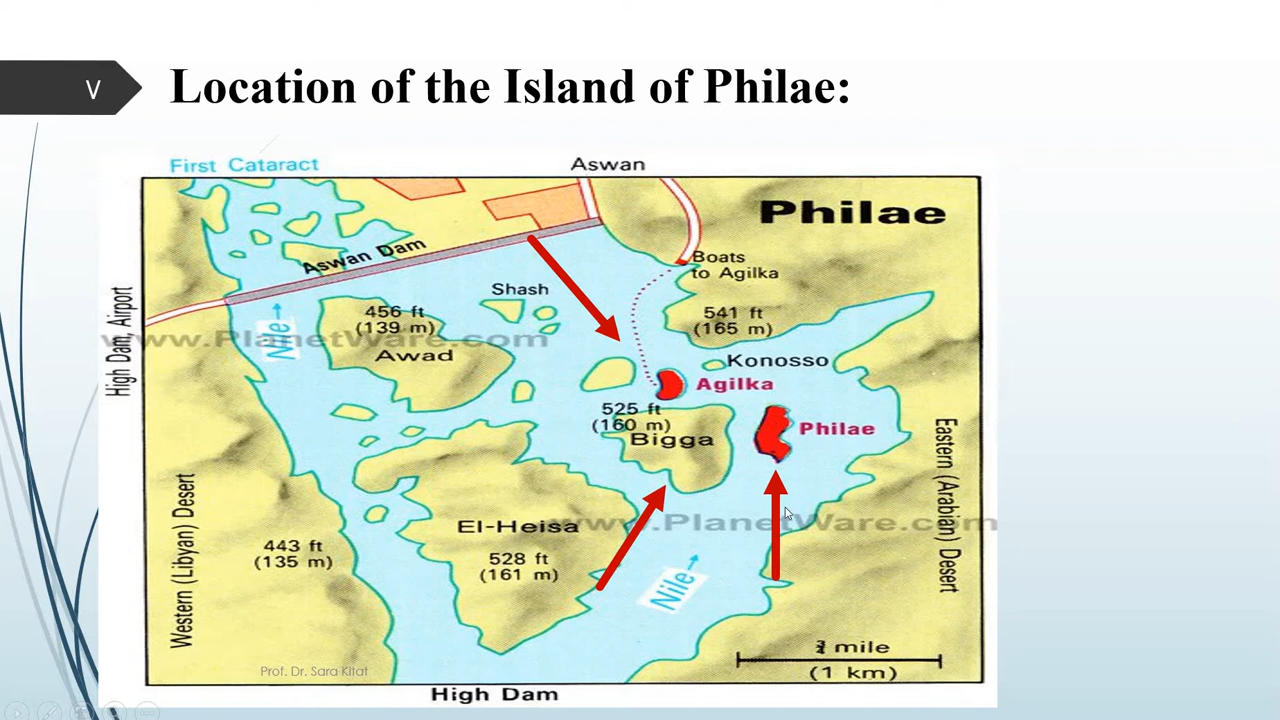 ٧
Location of the Island of Philae:
First Cataract
Aswan
Philae
Aswan Dam
Boats
to Agilka
High Dam, Airport
Nile
Shash
456 ft
(139 m)
Awad
541 ft
(165 m)
www.PlanetWare.com
Konosso
Agilka
525 ft
(160 m)
Bigga
Philae
Eastern (Arabian) Desert
Western (Libyan) Desert
El-Heisa
www.PlanetWare.com
443 ft
(135 m)
528 ft
(161 m)
Nile
mile
(1 km)
Prof. Dr. Sara Kitat
High Dam